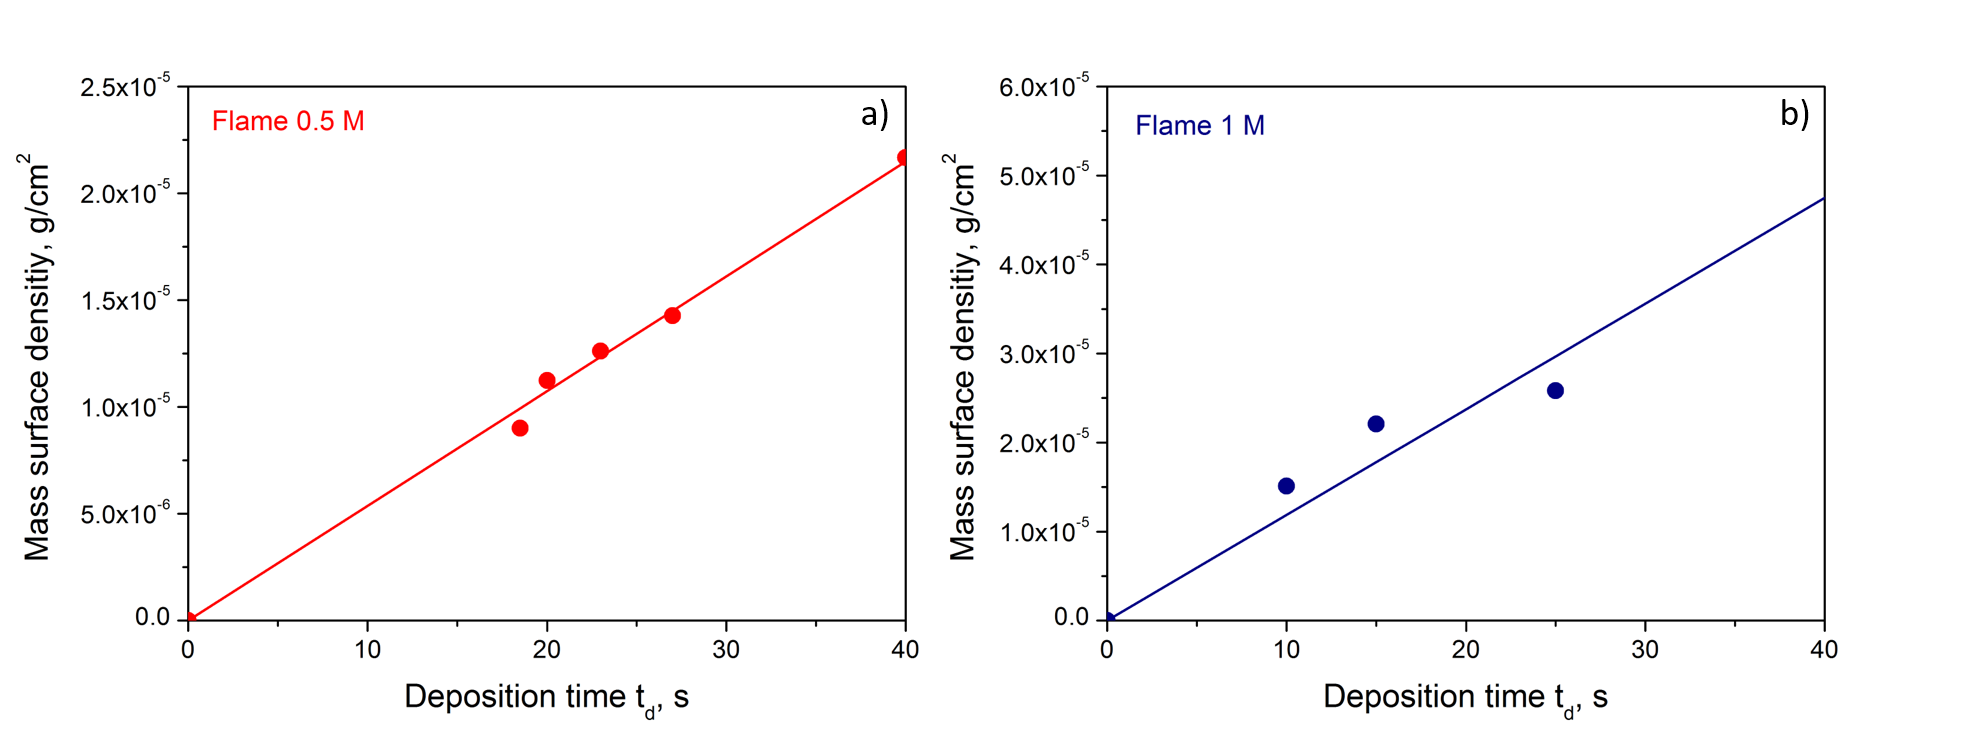 2.5x10⁻⁵
Flame 0.5 M
a)
2.0x10⁻⁵
1.5x10⁻⁵
1.0x10⁻⁵
5.0x10⁻⁶
0.0
Mass surface densitiy, g/cm²
0 10 20 30 40
Deposition time t_d, s
6.0x10⁻⁵
Flame 1 M
b)
5.0x10⁻⁵
4.0x10⁻⁵
3.0x10⁻⁵
2.0x10⁻⁵
1.0x10⁻⁵
0.0
Mass surface densitiy, g/cm²
0 10 20 30 40
Deposition time t_d, s